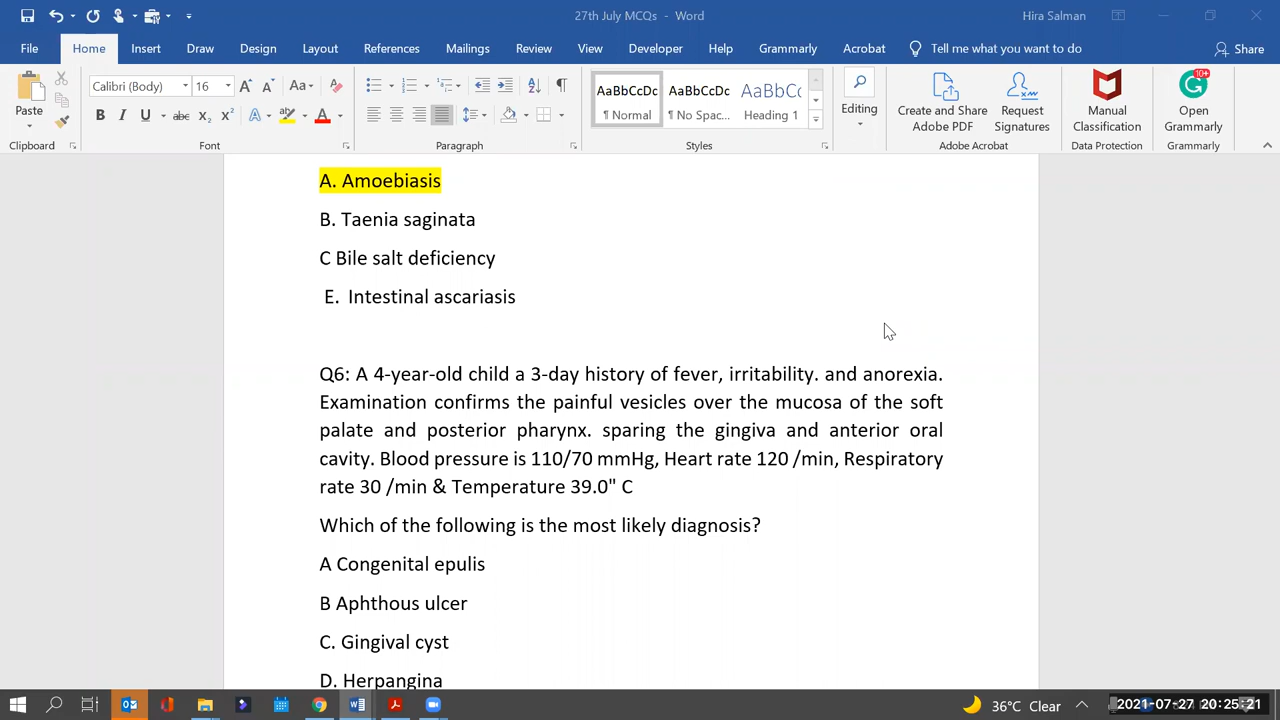 27th July MCQs - Word
Hira Salman
File Home Insert Draw Design Layout References Mailings Review View Developer Help Grammarly Acrobat Tell me what you want to do Share
Calibri (Body) 16
Paste
AaBbCcDc AaBbCcDc AaBbCc
¶ Normal ¶ No Spac... Heading 1
Editing
Create and Share Adobe PDF
Request Signatures
Manual Classification
10+
Open Grammarly
Clipboard Font Paragraph Styles Adobe Acrobat Data Protection Grammarly
A. Amoebiasis
B. Taenia saginata
C Bile salt deficiency
E. Intestinal ascariasis
Q6: A 4-year-old child a 3-day history of fever, irritability. and anorexia.
Examination confirms the painful vesicles over the mucosa of the soft
palate and posterior pharynx. sparing the gingiva and anterior oral
cavity. Blood pressure is 110/70 mmHg, Heart rate 120 /min, Respiratory
rate 30 /min & Temperature 39.0" C
Which of the following is the most likely diagnosis?
A Congenital epulis
B Aphthous ulcer
C. Gingival cyst
D. Herpangina
36°C Clear
2021-07-27 20:25:21